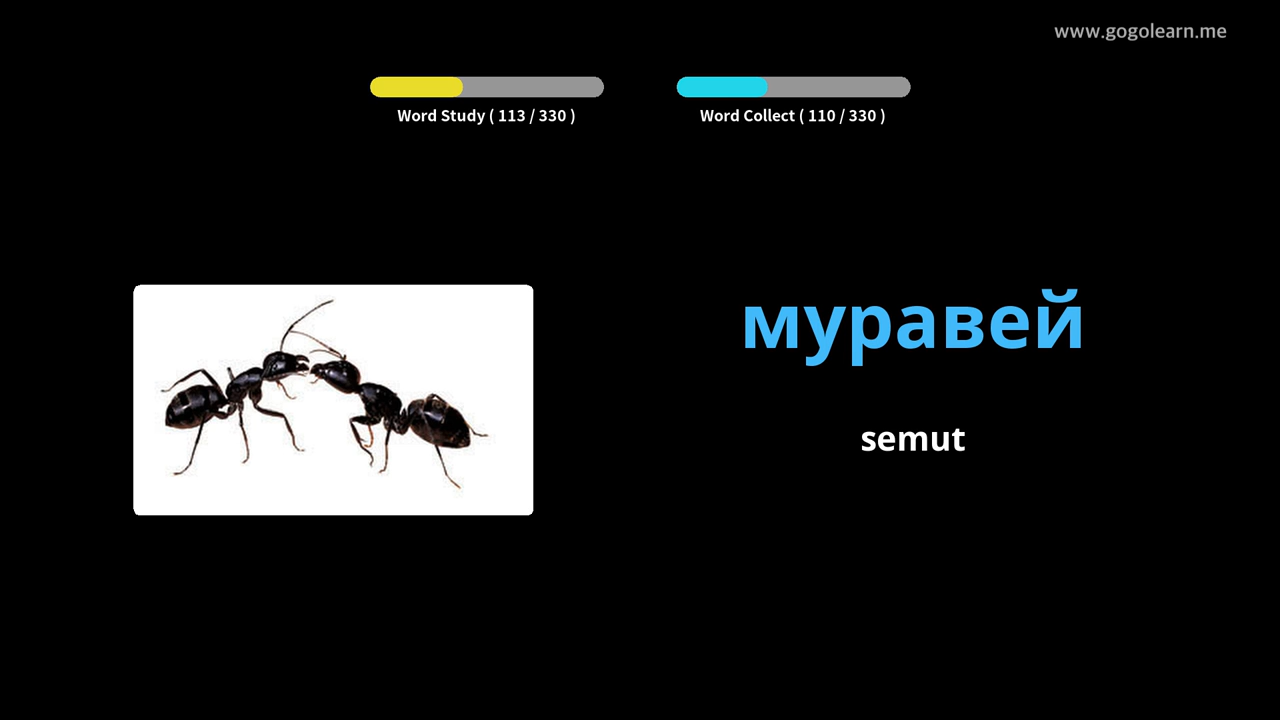 www.gogolearn.me
Word Study ( 113 / 330 )
Word Collect ( 110 / 330 )
муравей
semut